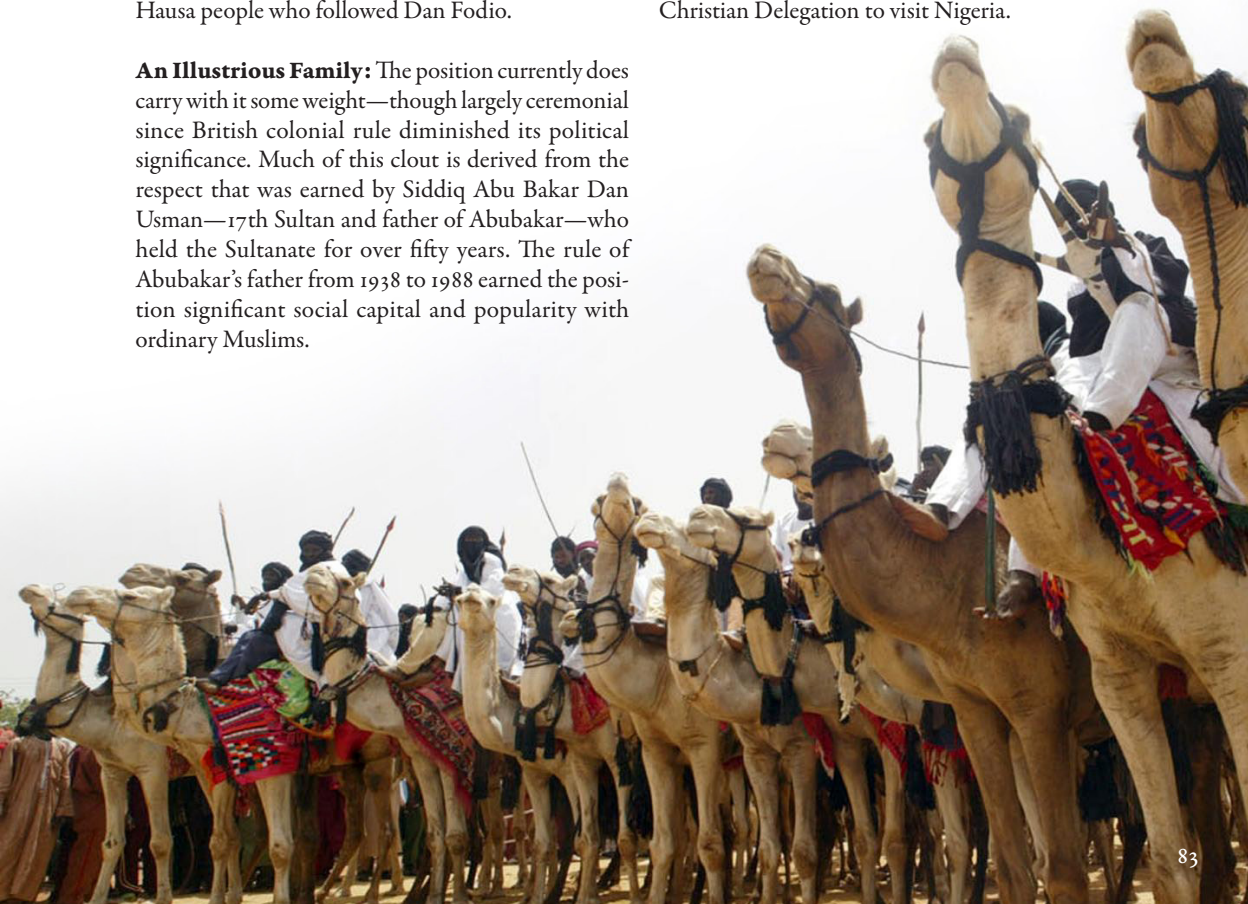 Hausa people who followed Dan Fodio.
An Illustrious Family: The position currently does
carry with it some weight—though largely ceremonial
since British colonial rule diminished its political
significance. Much of this clout is derived from the
respect that was earned by Siddiq Abu Bakar Dan
Usman—17th Sultan and father of Abubakar—who
held the Sultanate for over fifty years. The rule of
Abubakar’s father from 1938 to 1988 earned the posi-
tion significant social capital and popularity with
ordinary Muslims.
Christian Delegation to visit Nigeria.
83